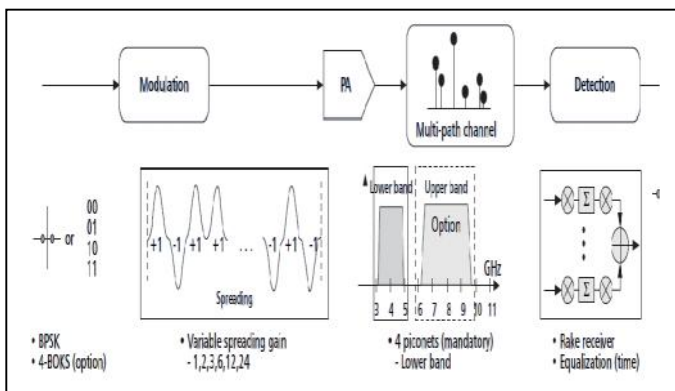 Modulation
PA
Multi-path channel
Detection
or
00
01
10
11
+1 -1 +1 +1 ... -1 +1 -1
Spreading
Lower band
Upper band
Option
GHz
3 4 5 6 7 8 9 10 11
Σ
Σ
• BPSK
• 4-BOKS (option)
• Variable spreading gain
- 1,2,3,6,12,24
• 4 piconets (mandatory)
- Lower band
• Rake receiver
• Equalization (time)